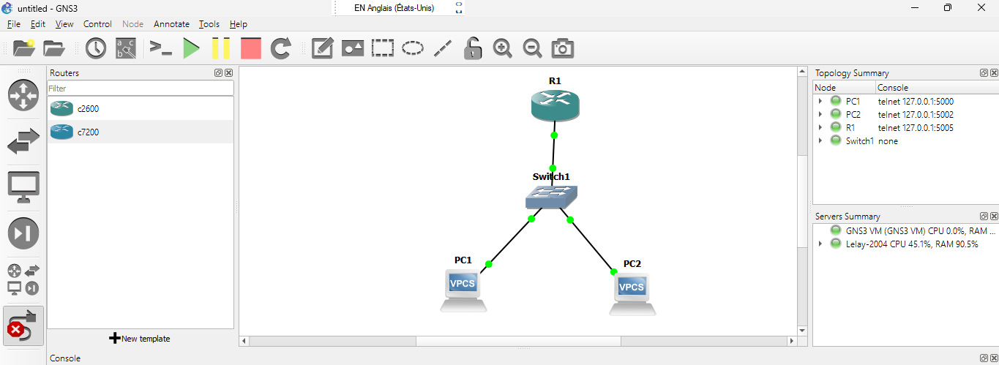 untitled - GNS3
EN Anglais (États-Unis)
File Edit View Control Node Annotate Tools Help
Routers
Filter
c2600
c7200
New template
R1
Switch1
PC1
VPCS
PC2
VPCS
Topology Summary
Node Console
PC1 telnet 127.0.0.1:5000
PC2 telnet 127.0.0.1:5002
R1 telnet 127.0.0.1:5005
Switch1 none
Servers Summary
GNS3 VM (GNS3 VM) CPU 0.0%, RAM ...
Lelay-2004 CPU 45.1%, RAM 90.5%
Console